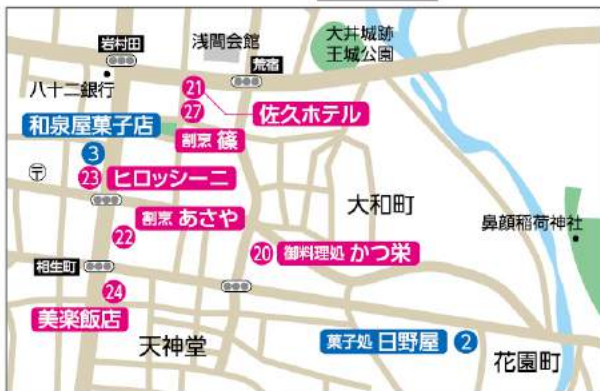 岩村田
浅間会館
荒宿
大井城跡
王城公園
八十二銀行
21
佐久ホテル
27
割烹 篠
和泉屋菓子店
3
23
ヒロッシーニ
〒
割烹 あさや
22
大和町
鼻顔稲荷神社
20
御料理処 かつ栄
相生町
24
美楽飯店
天神堂
菓子処 日野屋
2
花園町